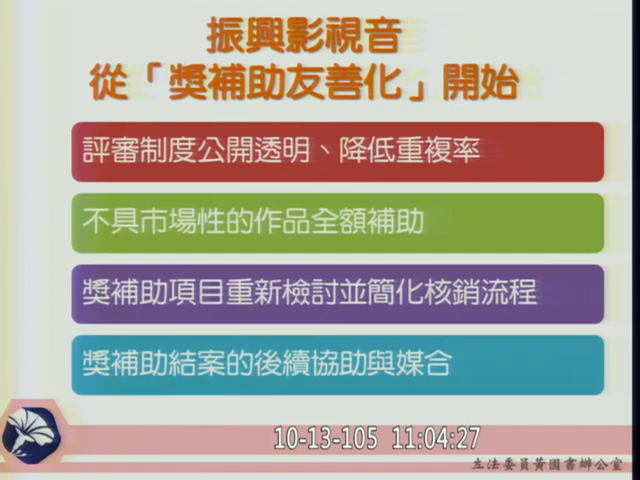 振興影視音
從「獎補助友善化」開始
評審制度公開透明、降低重複率
不具市場性的作品全額補助
獎補助項目重新檢討並簡化核銷流程
獎補助結案的後續協助與媒合
10-13-105 11:04:27
立法委員黃國書辦公室